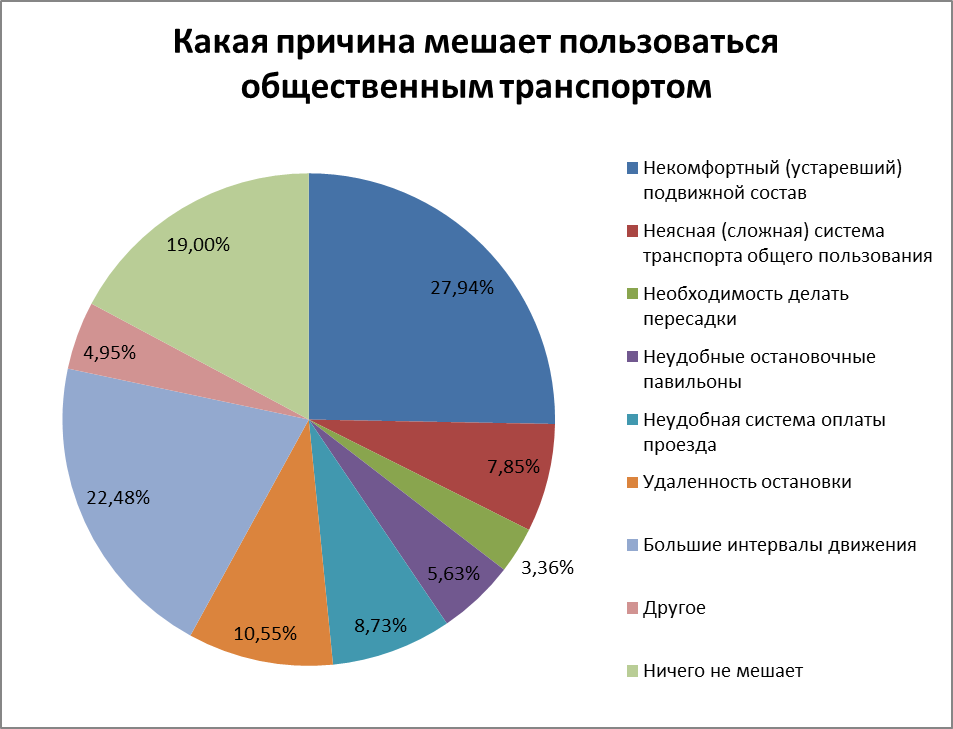 Какая причина мешает пользоваться
общественным транспортом
27,94%
7,85%
3,36%
5,63%
8,73%
10,55%
22,48%
4,95%
19,00%
Некомфортный (устаревший)
подвижной состав
Неясная (сложная) система
транспорта общего пользования
Необходимость делать
пересадки
Неудобные остановочные
павильоны
Неудобная система оплаты
проезда
Удаленность остановки
Большие интервалы движения
Другое
Ничего не мешает